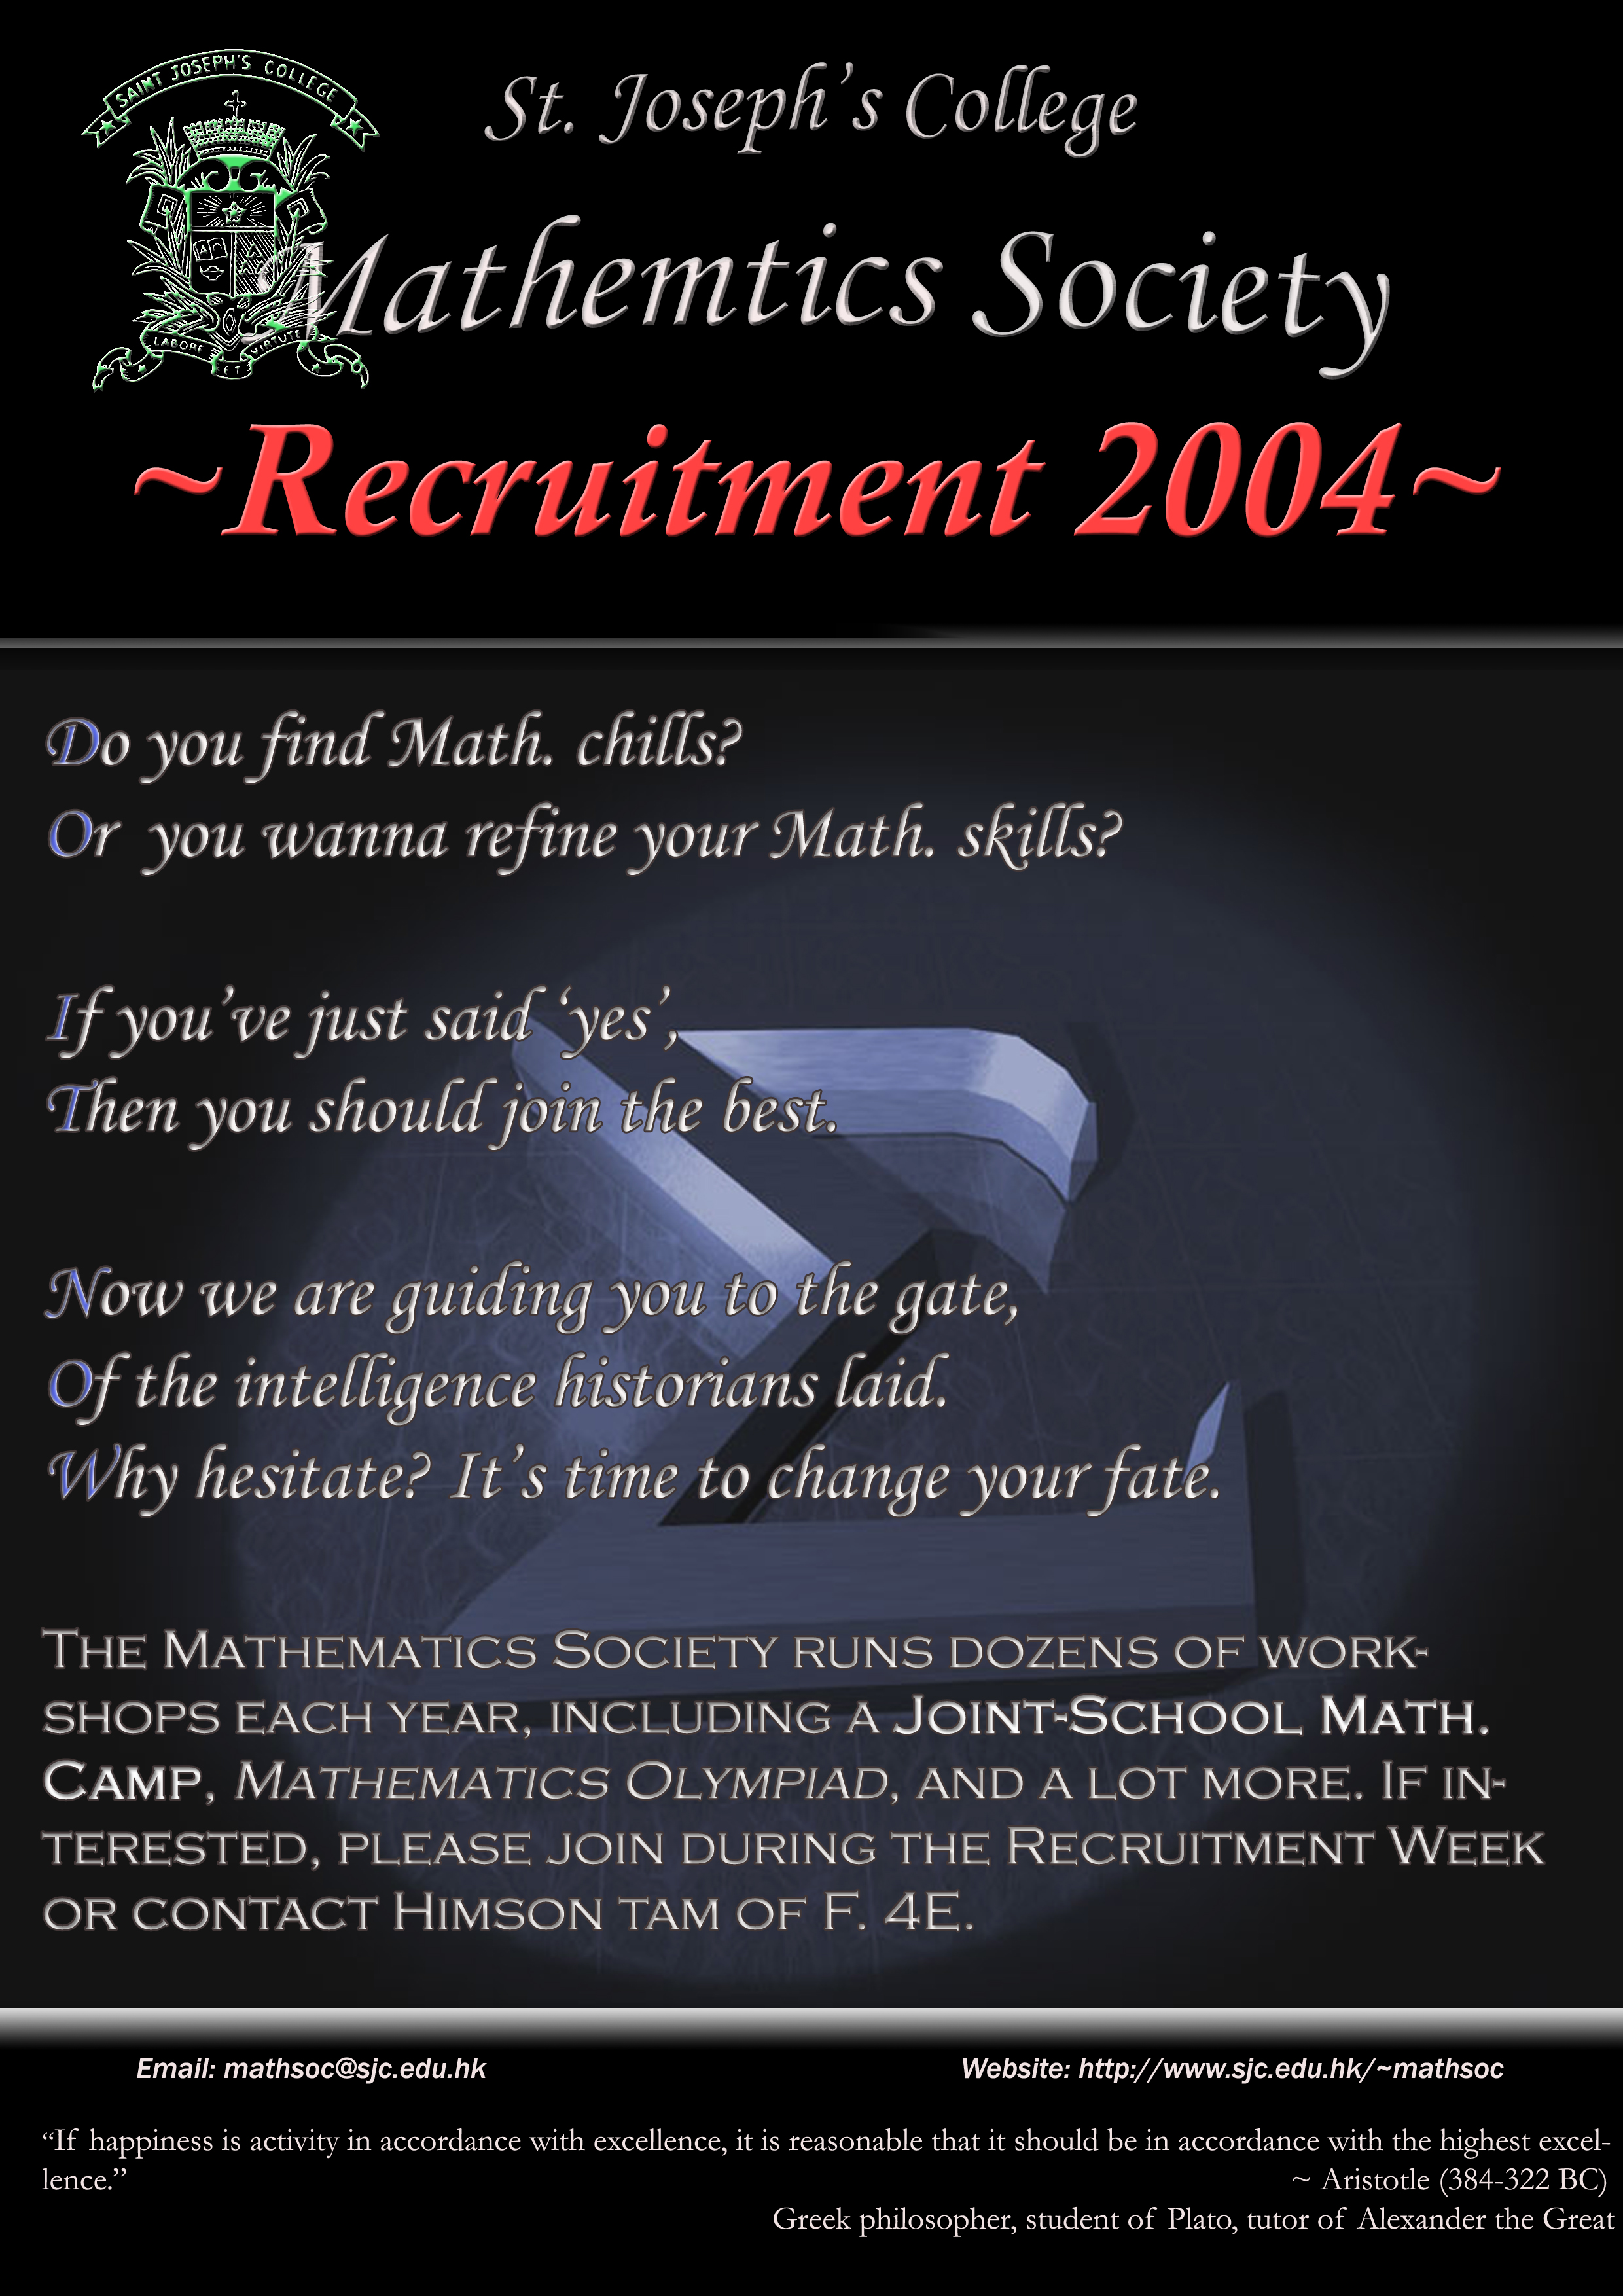 SAINT JOSEPH'S COLLEGE
St. Joseph's College
Mathemtics Society
LABORE ET VIRTUTE
~Recruitment 2004~
Do you find Math. chills?
Or you wanna refine your Math. skills?
If you've just said 'yes',
Then you should join the best.
Now we are guiding you to the gate,
Of the intelligence historians laid.
Why hesitate? It's time to change your fate.
The Mathematics Society runs dozens of work-
shops each year, including a Joint-School Math.
Camp, Mathematics Olympiad, and a lot more. If in-
terested, please join during the Recruitment Week
or contact Himson tam of F. 4E.
Email: mathsoc@sjc.edu.hk
Website: http://www.sjc.edu.hk/~mathsoc
“If happiness is activity in accordance with excellence, it is reasonable that it should be in accordance with the highest excel-
lence.” ~ Aristotle (384-322 BC)
Greek philosopher, student of Plato, tutor of Alexander the Great